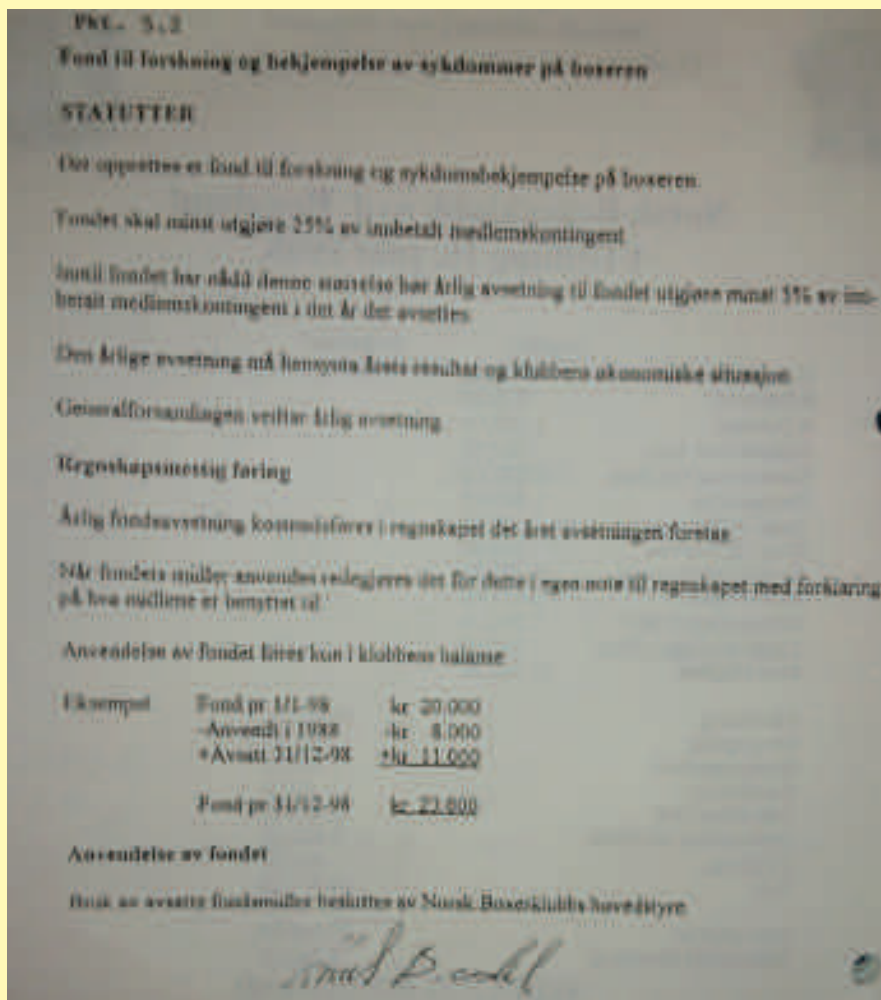 Pkt. 5.2
Fond til forskning og bekjempelse av sykdommer på boxeren
STATUTTER
Det opprettes et fond til forskning og sykdomsbekjempelse på boxeren.
Fondet skal minst utgjøre 25% av innbetalt medlemskontingent
Inntil fondet har nådd denne størrelse bør årlig avsetning til fondet utgjøre minst 5% av inn-
betalt medlemskontingent i det år det avsettes
Den årlige avsetning må hensynta årets resultat og klubbens økonomiske situasjon
Generalforsamlingen vedtar årlig avsetning
Regnskapsmessig føring
Årlig fondsavsetning kostnadsføres i regnskapet det året avsetningen foretas
Når fondets midler anvendes redegjøres det for dette i egen note til regnskapet med forklaring
på hva midlene er benyttet til
Anvendelse av fondet føres kun i klubbens balanse
Eksempel Fond pr 1/1-98 kr 20.000
-Anvendt i 1988 -kr 8.000
+Avsatt 31/12-98 +kr 11.000
Fond pr 31/12-98 kr 23.000
Anvendelse av fondet
Bruk av avsatte fondsmidler besluttes av Norsk Boxerklubbs hovedstyre